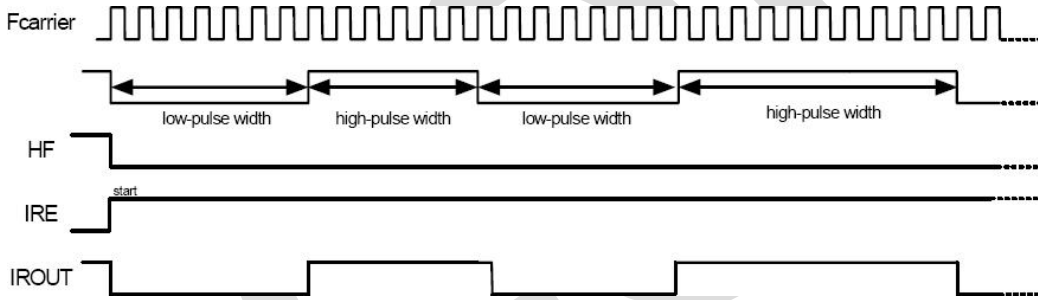 Fcarrier
low-pulse width
high-pulse width
low-pulse width
high-pulse width
HF
start
IRE
IROUT